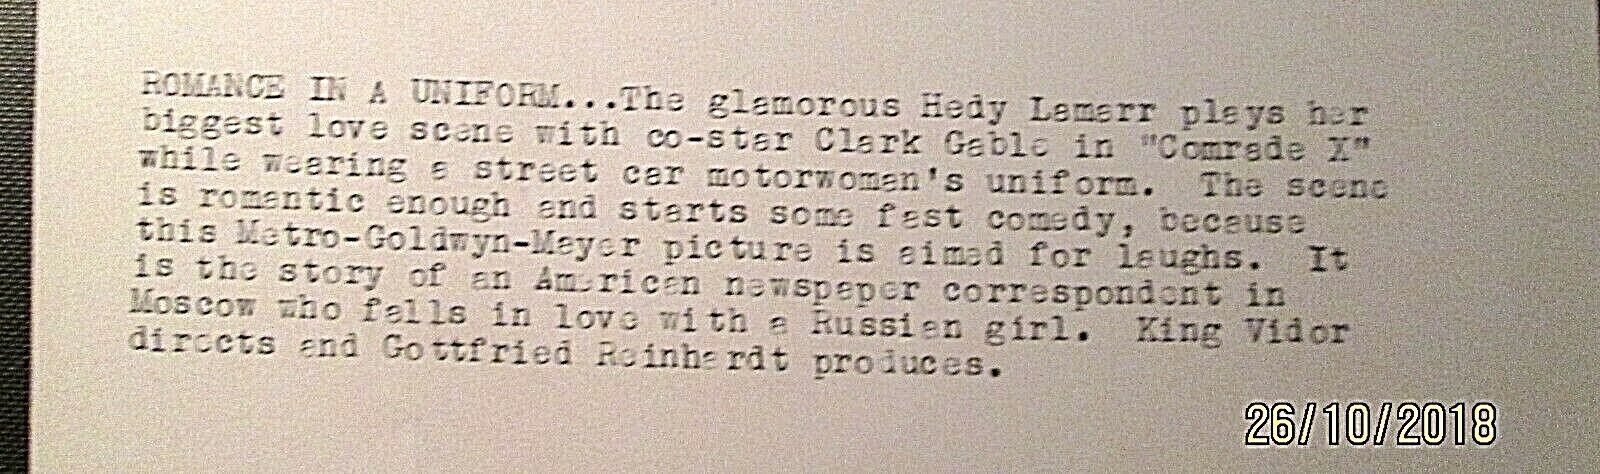 ROMANCE IN A UNIFORM...The glamorous Hedy Lamarr plays her
biggest love scene with co-star Clark Gable in "Comrade X"
while wearing a street car motorwoman's uniform.  The scene
is romantic enough and starts some fast comedy, because
this Metro-Goldwyn-Mayer picture is aimed for laughs.  It
is the story of an American newspaper correspondent in
Moscow who falls in love with a Russian girl.  King Vidor
directs and Gottfried Reinhardt produces.
26/10/2018